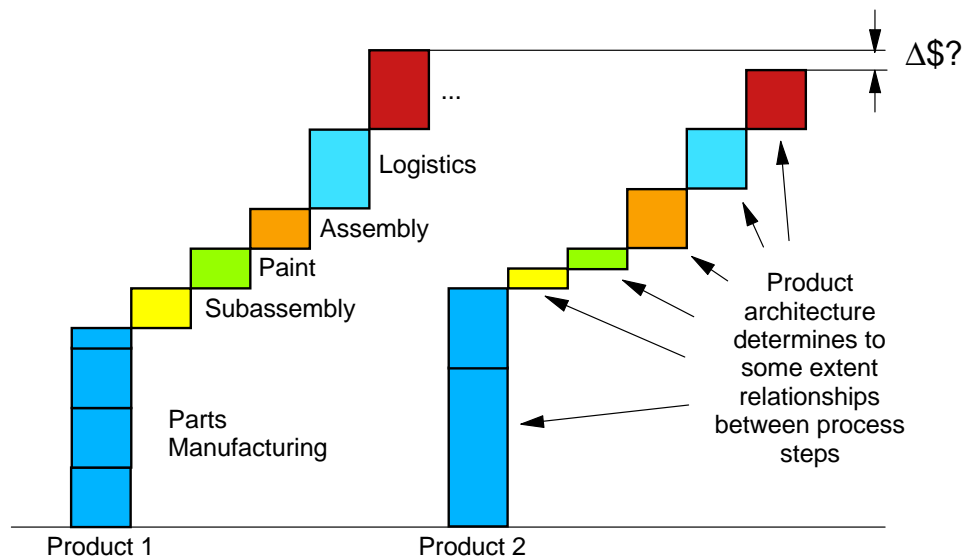 Δ$?
...
Logistics
Assembly
Paint
Subassembly
Parts
Manufacturing
Product
architecture
determines to
some extent
relationships
between process
steps
Product 1
Product 2